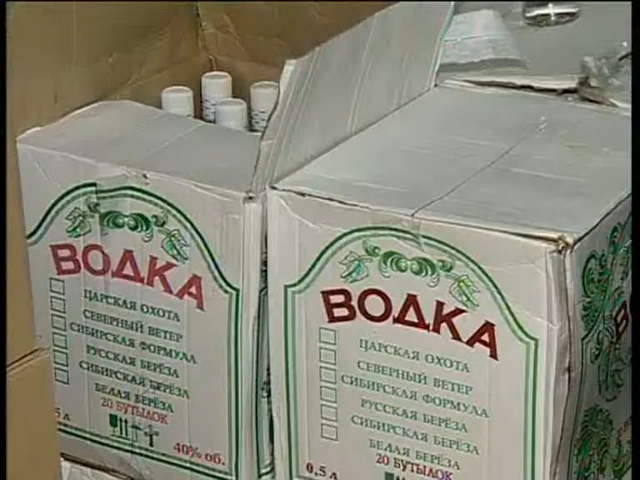 ВОДКА
ЦАРСКАЯ ОХОТА
СЕВЕРНЫЙ ВЕТЕР
СИБИРСКАЯ ФОРМУЛА
РУССКАЯ БЕРЁЗА
СИБИРСКАЯ БЕРЁЗА
БЕЛАЯ БЕРЁЗА
20 БУТЫЛОК
5 л
40% об.
ВОДКА
ЦАРСКАЯ ОХОТА
СЕВЕРНЫЙ ВЕТЕР
СИБИРСКАЯ ФОРМУЛА
РУССКАЯ БЕРЁЗА
СИБИРСКАЯ БЕРЁЗА
БЕЛАЯ БЕРЁЗА
20 БУТЫЛОК
0,5 л